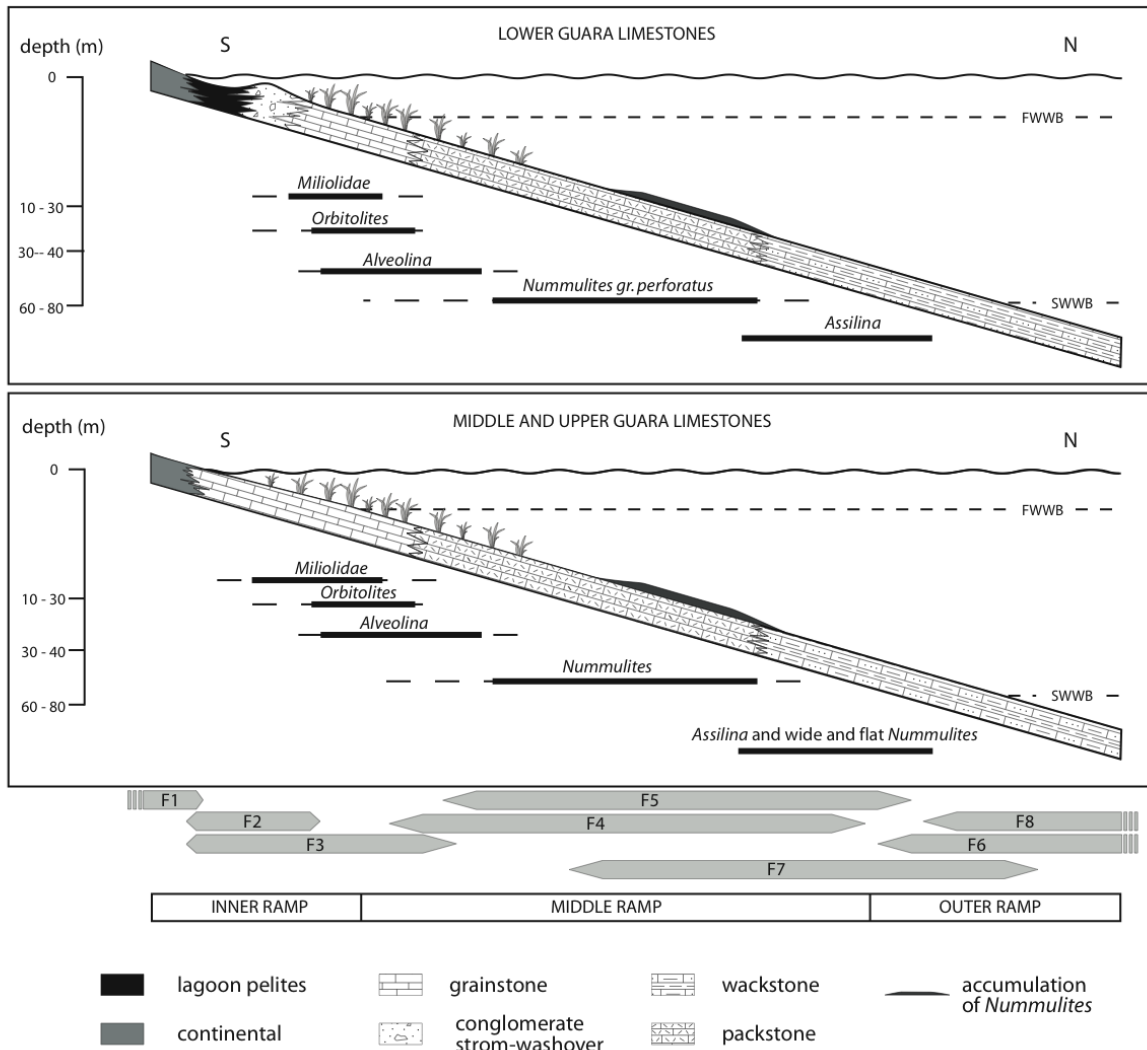 LOWER GUARA LIMESTONES
depth (m)
S
N
0
FWWB
Miliolidae
10 - 30
Orbitolites
30--40
Alveolina
Nummulites gr. perforatus
60 - 80
SWWB
Assilina
MIDDLE AND UPPER GUARA LIMESTONES
depth (m)
S
N
0
FWWB
Miliolidae
10 - 30
Orbitolites
Alveolina
30 - 40
Nummulites
60 - 80
SWWB
Assilina and wide and flat Nummulites
F1
F5
F2
F4
F8
F3
F6
F7
INNER RAMP
MIDDLE RAMP
OUTER RAMP
lagoon pelites
grainstone
wackstone
accumulation
of Nummulites
continental
conglomerate
strom-washover
packstone